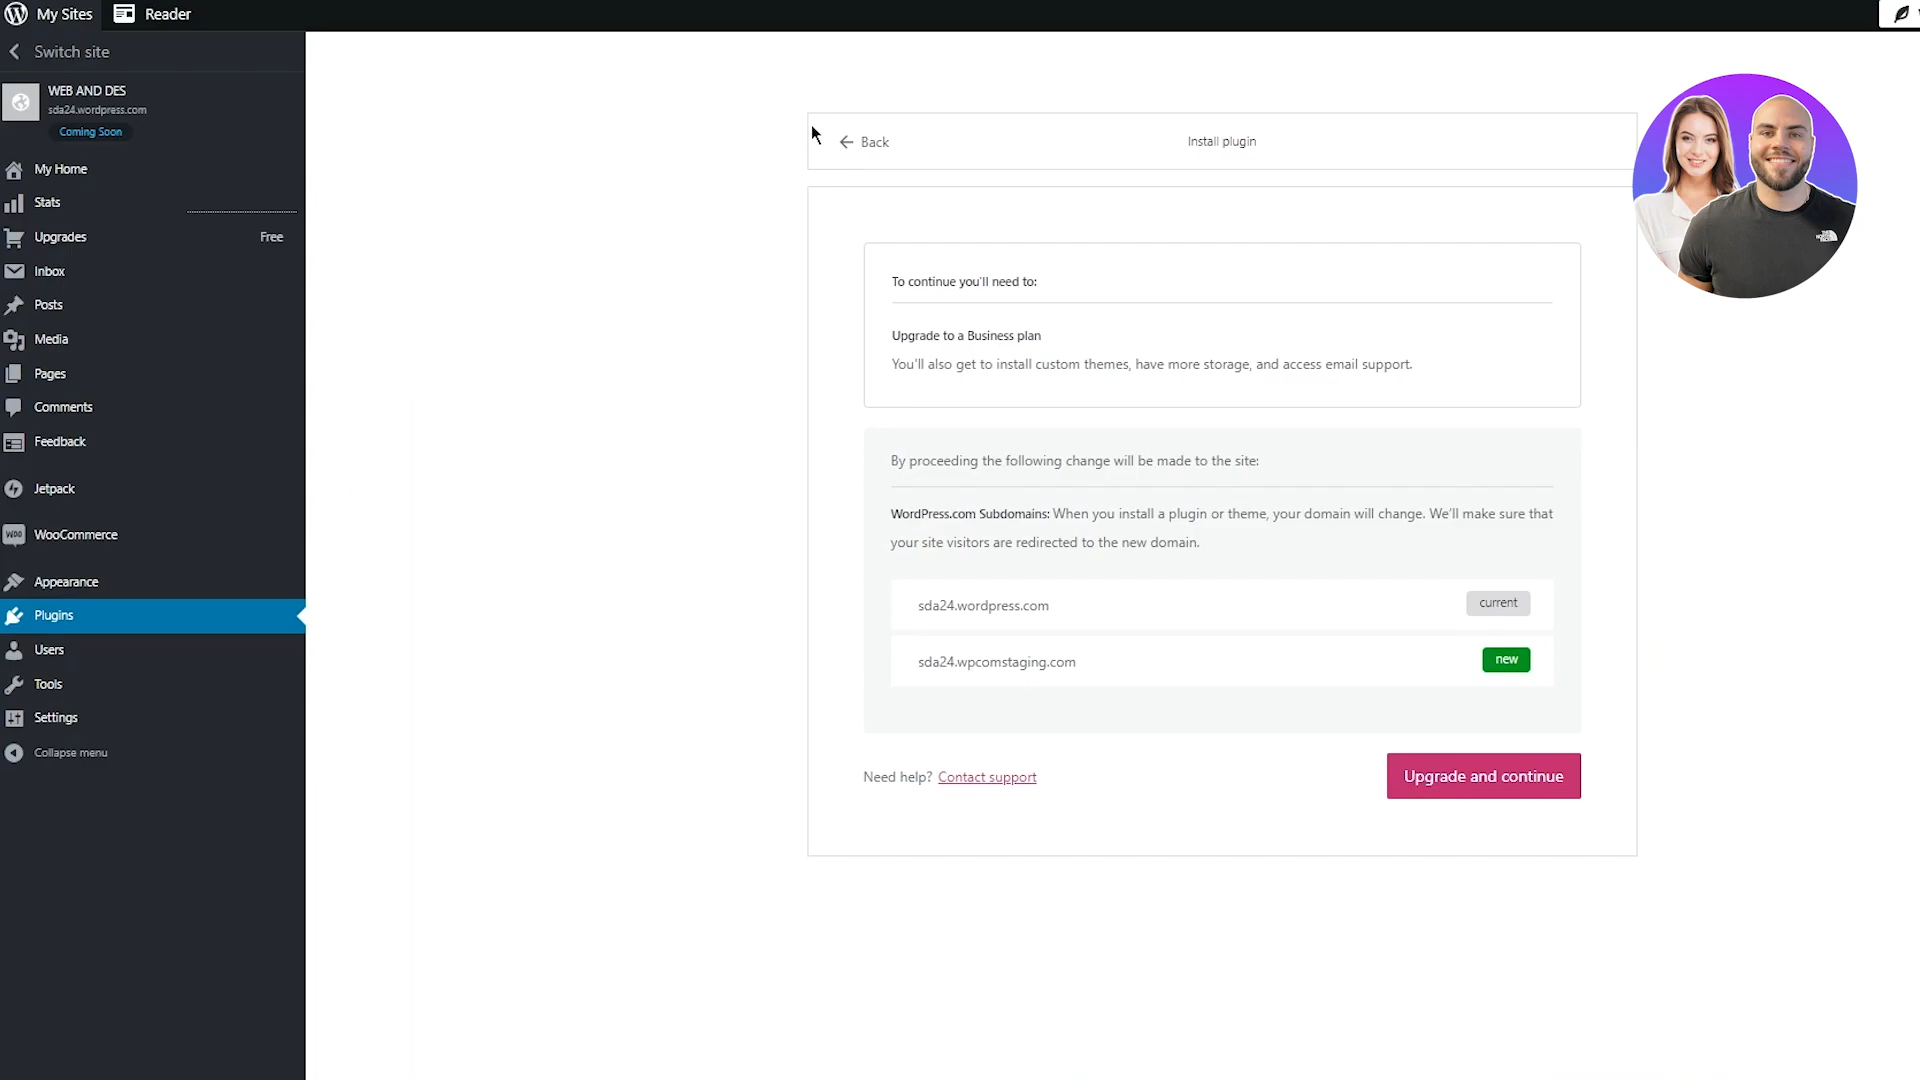 My Sites
Reader
Switch site
WEB AND DES
sda24.wordpress.com
Coming Soon
My Home
Stats
Upgrades Free
Inbox
Posts
Media
Pages
Comments
Feedback
Jetpack
WOO WooCommerce
Appearance
Plugins
Users
Tools
Settings
Collapse menu
Back
Install plugin
To continue you'll need to:
Upgrade to a Business plan
You'll also get to install custom themes, have more storage, and access email support.
By proceeding the following change will be made to the site:
WordPress.com Subdomains: When you install a plugin or theme, your domain will change. We'll make sure that
your site visitors are redirected to the new domain.
sda24.wordpress.com current
sda24.wpcomstaging.com new
Need help? Contact support
Upgrade and continue
THE
NORTH
FACE